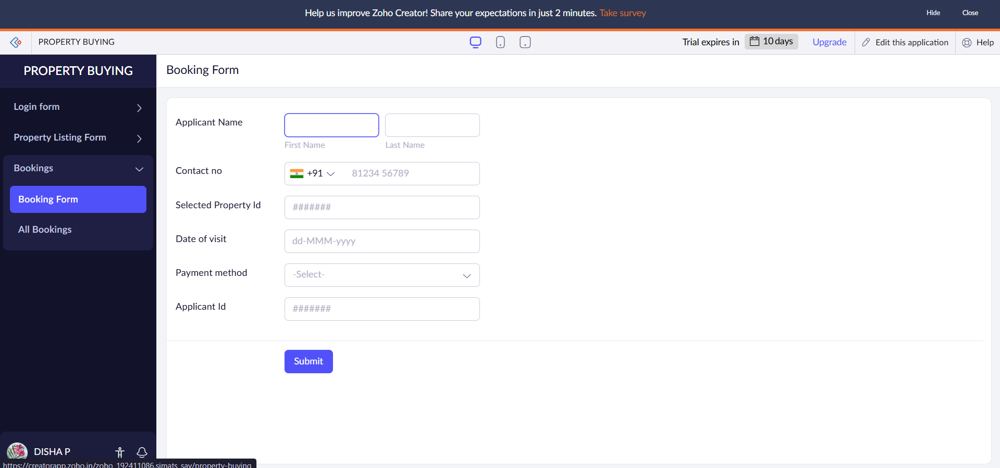 Help us improve Zoho Creator! Share your expectations in just 2 minutes. Take survey
Hide
Close
PROPERTY BUYING
Trial expires in
10 days
Upgrade
Edit this application
Help
PROPERTY BUYING
Login form
Property Listing Form
Bookings
Booking Form
All Bookings
DISHA P
https://creatorapp.zoho.in/zoho_192411086.simats_sav/property-buying
Booking Form
Applicant Name
First Name
Last Name
Contact no
+91
81234 56789
Selected Property Id
#######
Date of visit
dd-MMM-yyyy
Payment method
-Select-
Applicant Id
#######
Submit